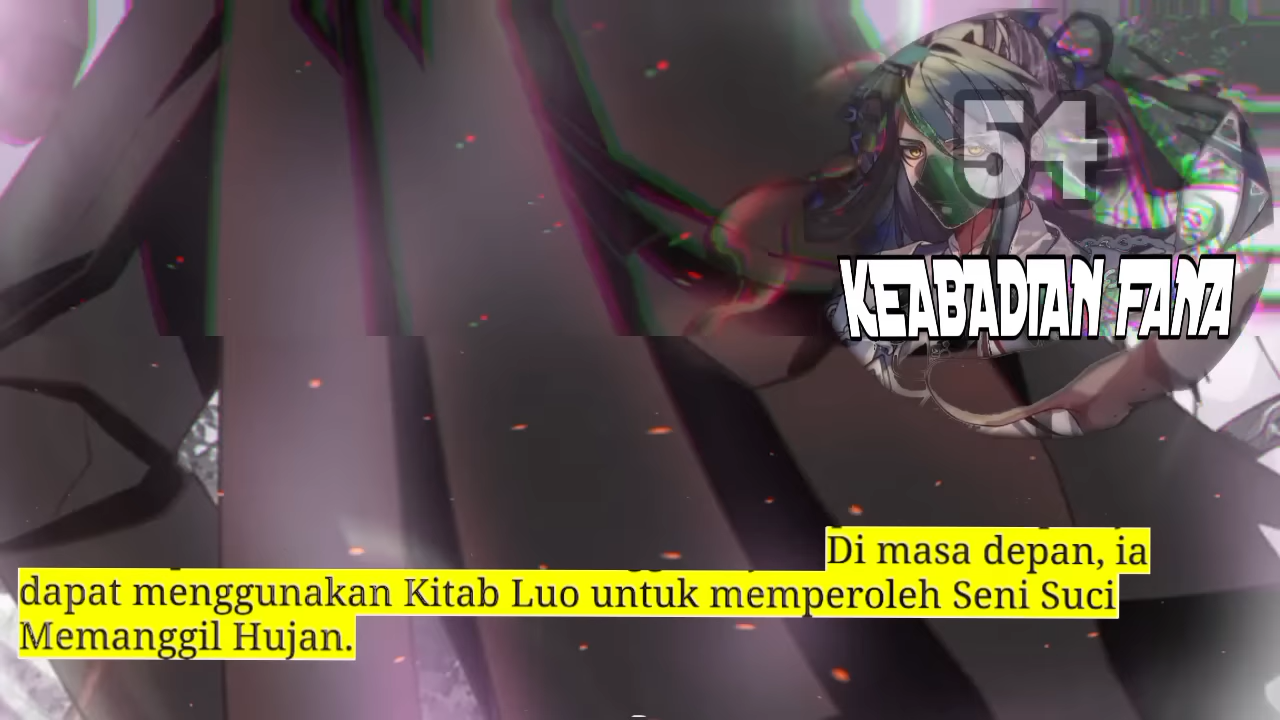 54
KEABADIAN FANA
Di masa depan, ia
dapat menggunakan Kitab Luo untuk memperoleh Seni Suci
Memanggil Hujan.